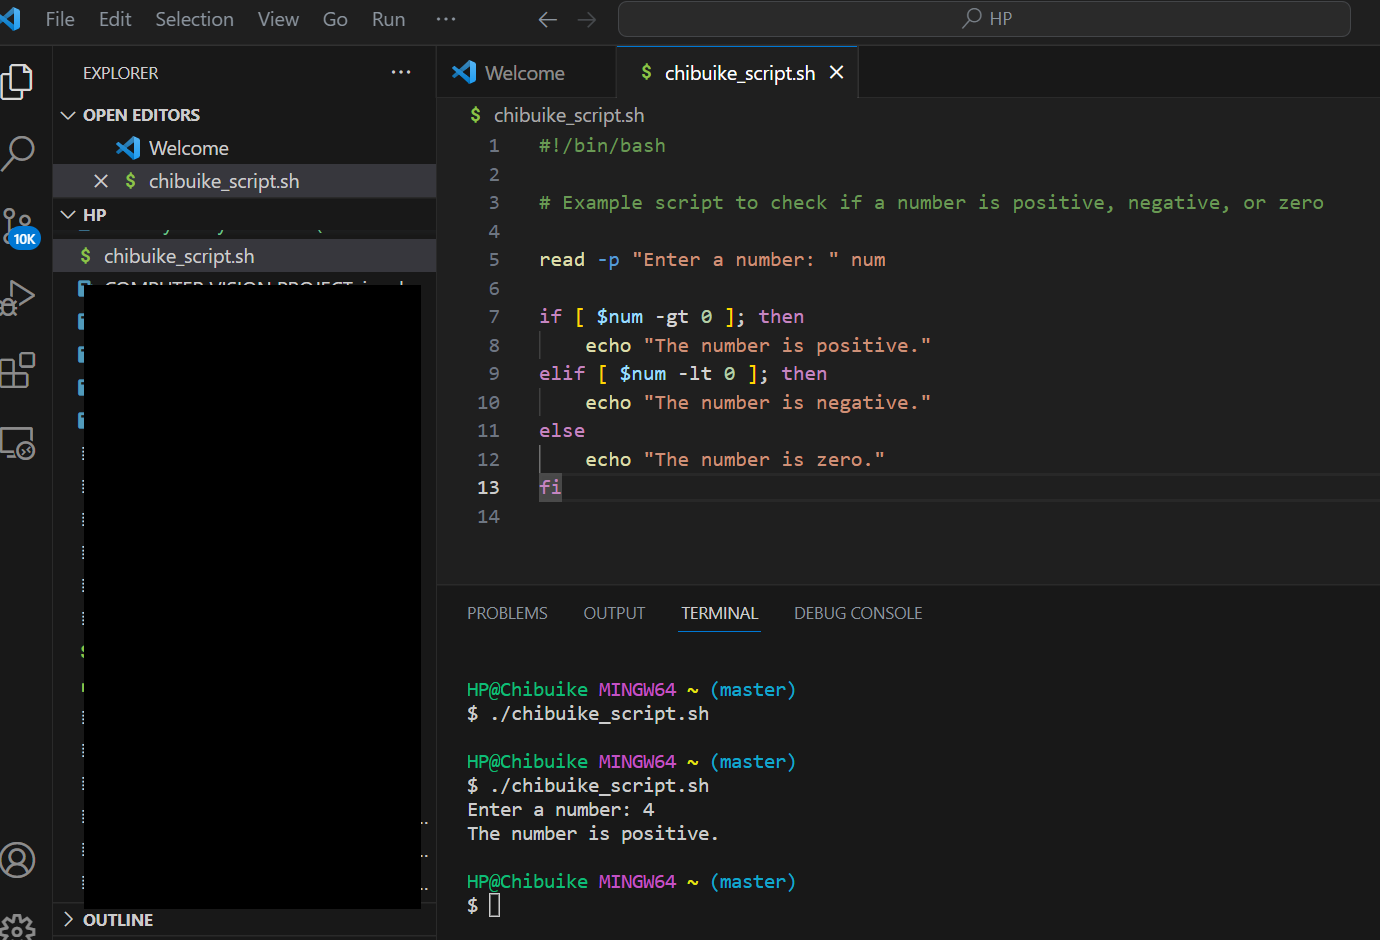 File Edit Selection View Go Run ...
HP
EXPLORER ...
OPEN EDITORS
Welcome
chibuike_script.sh
HP
$ chibuike_script.sh
10K
OUTLINE
Welcome
$ chibuike_script.sh
$ chibuike_script.sh
1 #!/bin/bash
2
3 # Example script to check if a number is positive, negative, or zero
4
5 read -p "Enter a number: " num
6
7 if [ $num -gt 0 ]; then
8 echo "The number is positive."
9 elif [ $num -lt 0 ]; then
10 echo "The number is negative."
11 else
12 echo "The number is zero."
13 fi
14
PROBLEMS OUTPUT TERMINAL DEBUG CONSOLE
HP@Chibuike MINGW64 ~ (master)
$ ./chibuike_script.sh
HP@Chibuike MINGW64 ~ (master)
$ ./chibuike_script.sh
Enter a number: 4
The number is positive.
HP@Chibuike MINGW64 ~ (master)
$